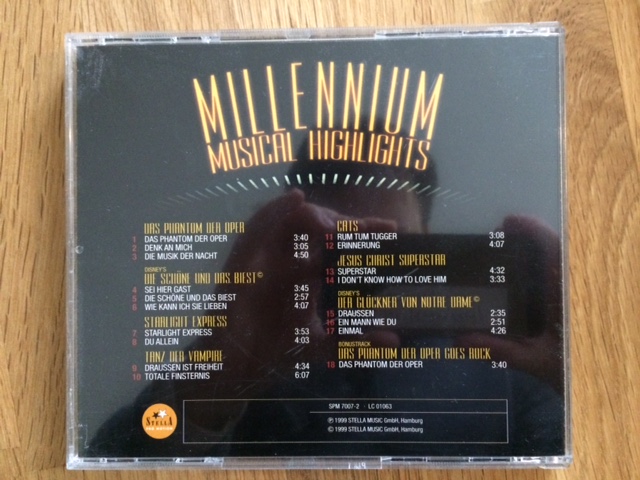 MILLENNIUM
MUSICAL HIGHLIGHTS
DAS PHANTOM DER OPER
1 DAS PHANTOM DER OPER 3:40
2 DENK AN MICH 3:05
3 DIE MUSIK DER NACHT 4:50
DISNEY'S
DIE SCHÖNE UND DAS BIEST©
4 SEI HIER GAST 3:45
5 DIE SCHÖNE UND DAS BIEST 2:57
6 WIE KANN ICH SIE LIEBEN 4:07
STARLIGHT EXPRESS
7 STARLIGHT EXPRESS 3:53
8 DU ALLEIN 4:03
TANZ DER VAMPIRE
9 DRAUSSEN IST FREIHEIT 4:34
10 TOTALE FINSTERNIS 6:07
CATS
11 RUM TUM TUGGER 3:08
12 ERINNERUNG 4:07
JESUS CHRIST SUPERSTAR
13 SUPERSTAR 4:32
14 I DON'T KNOW HOW TO LOVE HIM 3:33
DISNEY'S
DER GLÖCKNER VON NOTRE DAME©
15 DRAUSSEN 2:35
16 EIN MANN WIE DU 2:51
17 EINMAL 4:26
BONUSTRACK
DAS PHANTOM DER OPER GOES ROCK
18 DAS PHANTOM DER OPER 3:40
STELLA
SPM 7007-2 · LC 01063
℗ 1999 STELLA MUSIC GmbH, Hamburg
© 1999 STELLA MUSIC GmbH, Hamburg